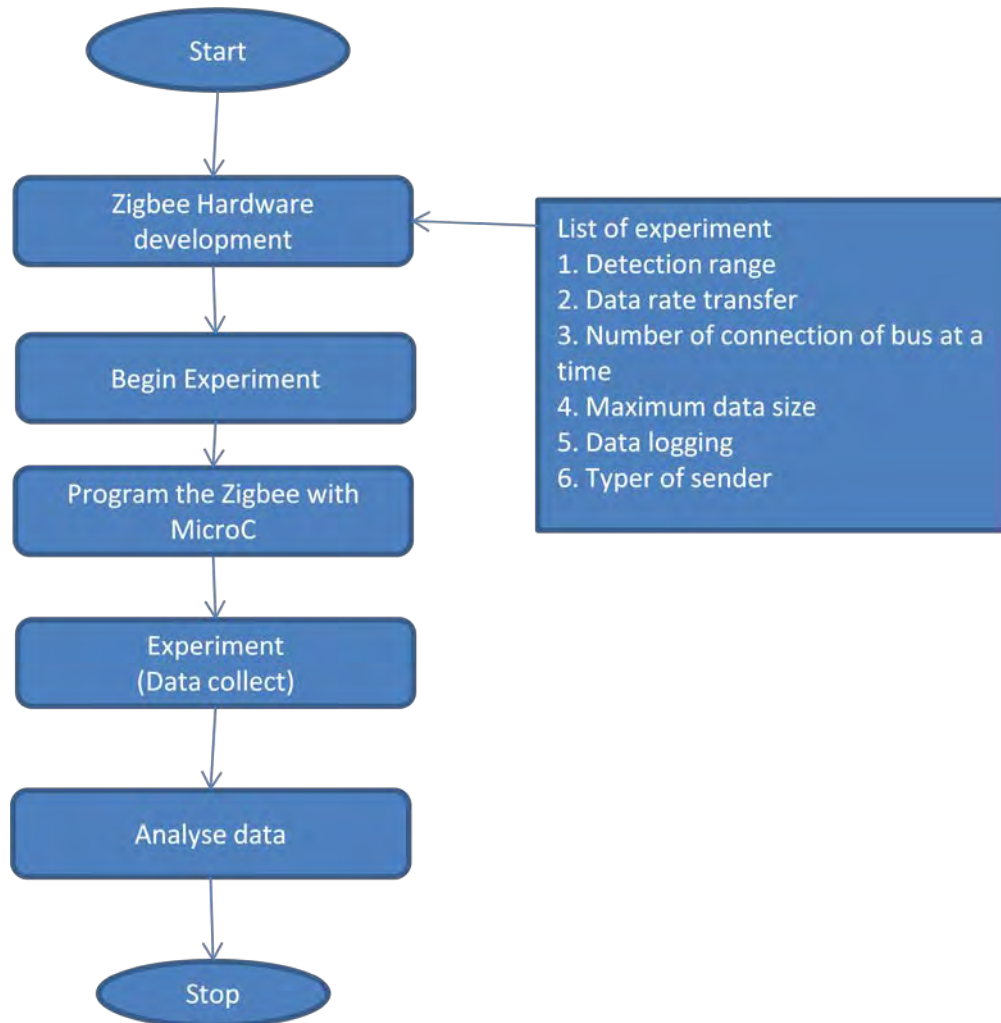 Start
Zigbee Hardware
development
List of experiment
1. Detection range
2. Data rate transfer
3. Number of connection of bus at a
time
4. Maximum data size
5. Data logging
6. Typer of sender
Begin Experiment
Program the Zigbee with
MicroC
Experiment
(Data collect)
Analyse data
Stop